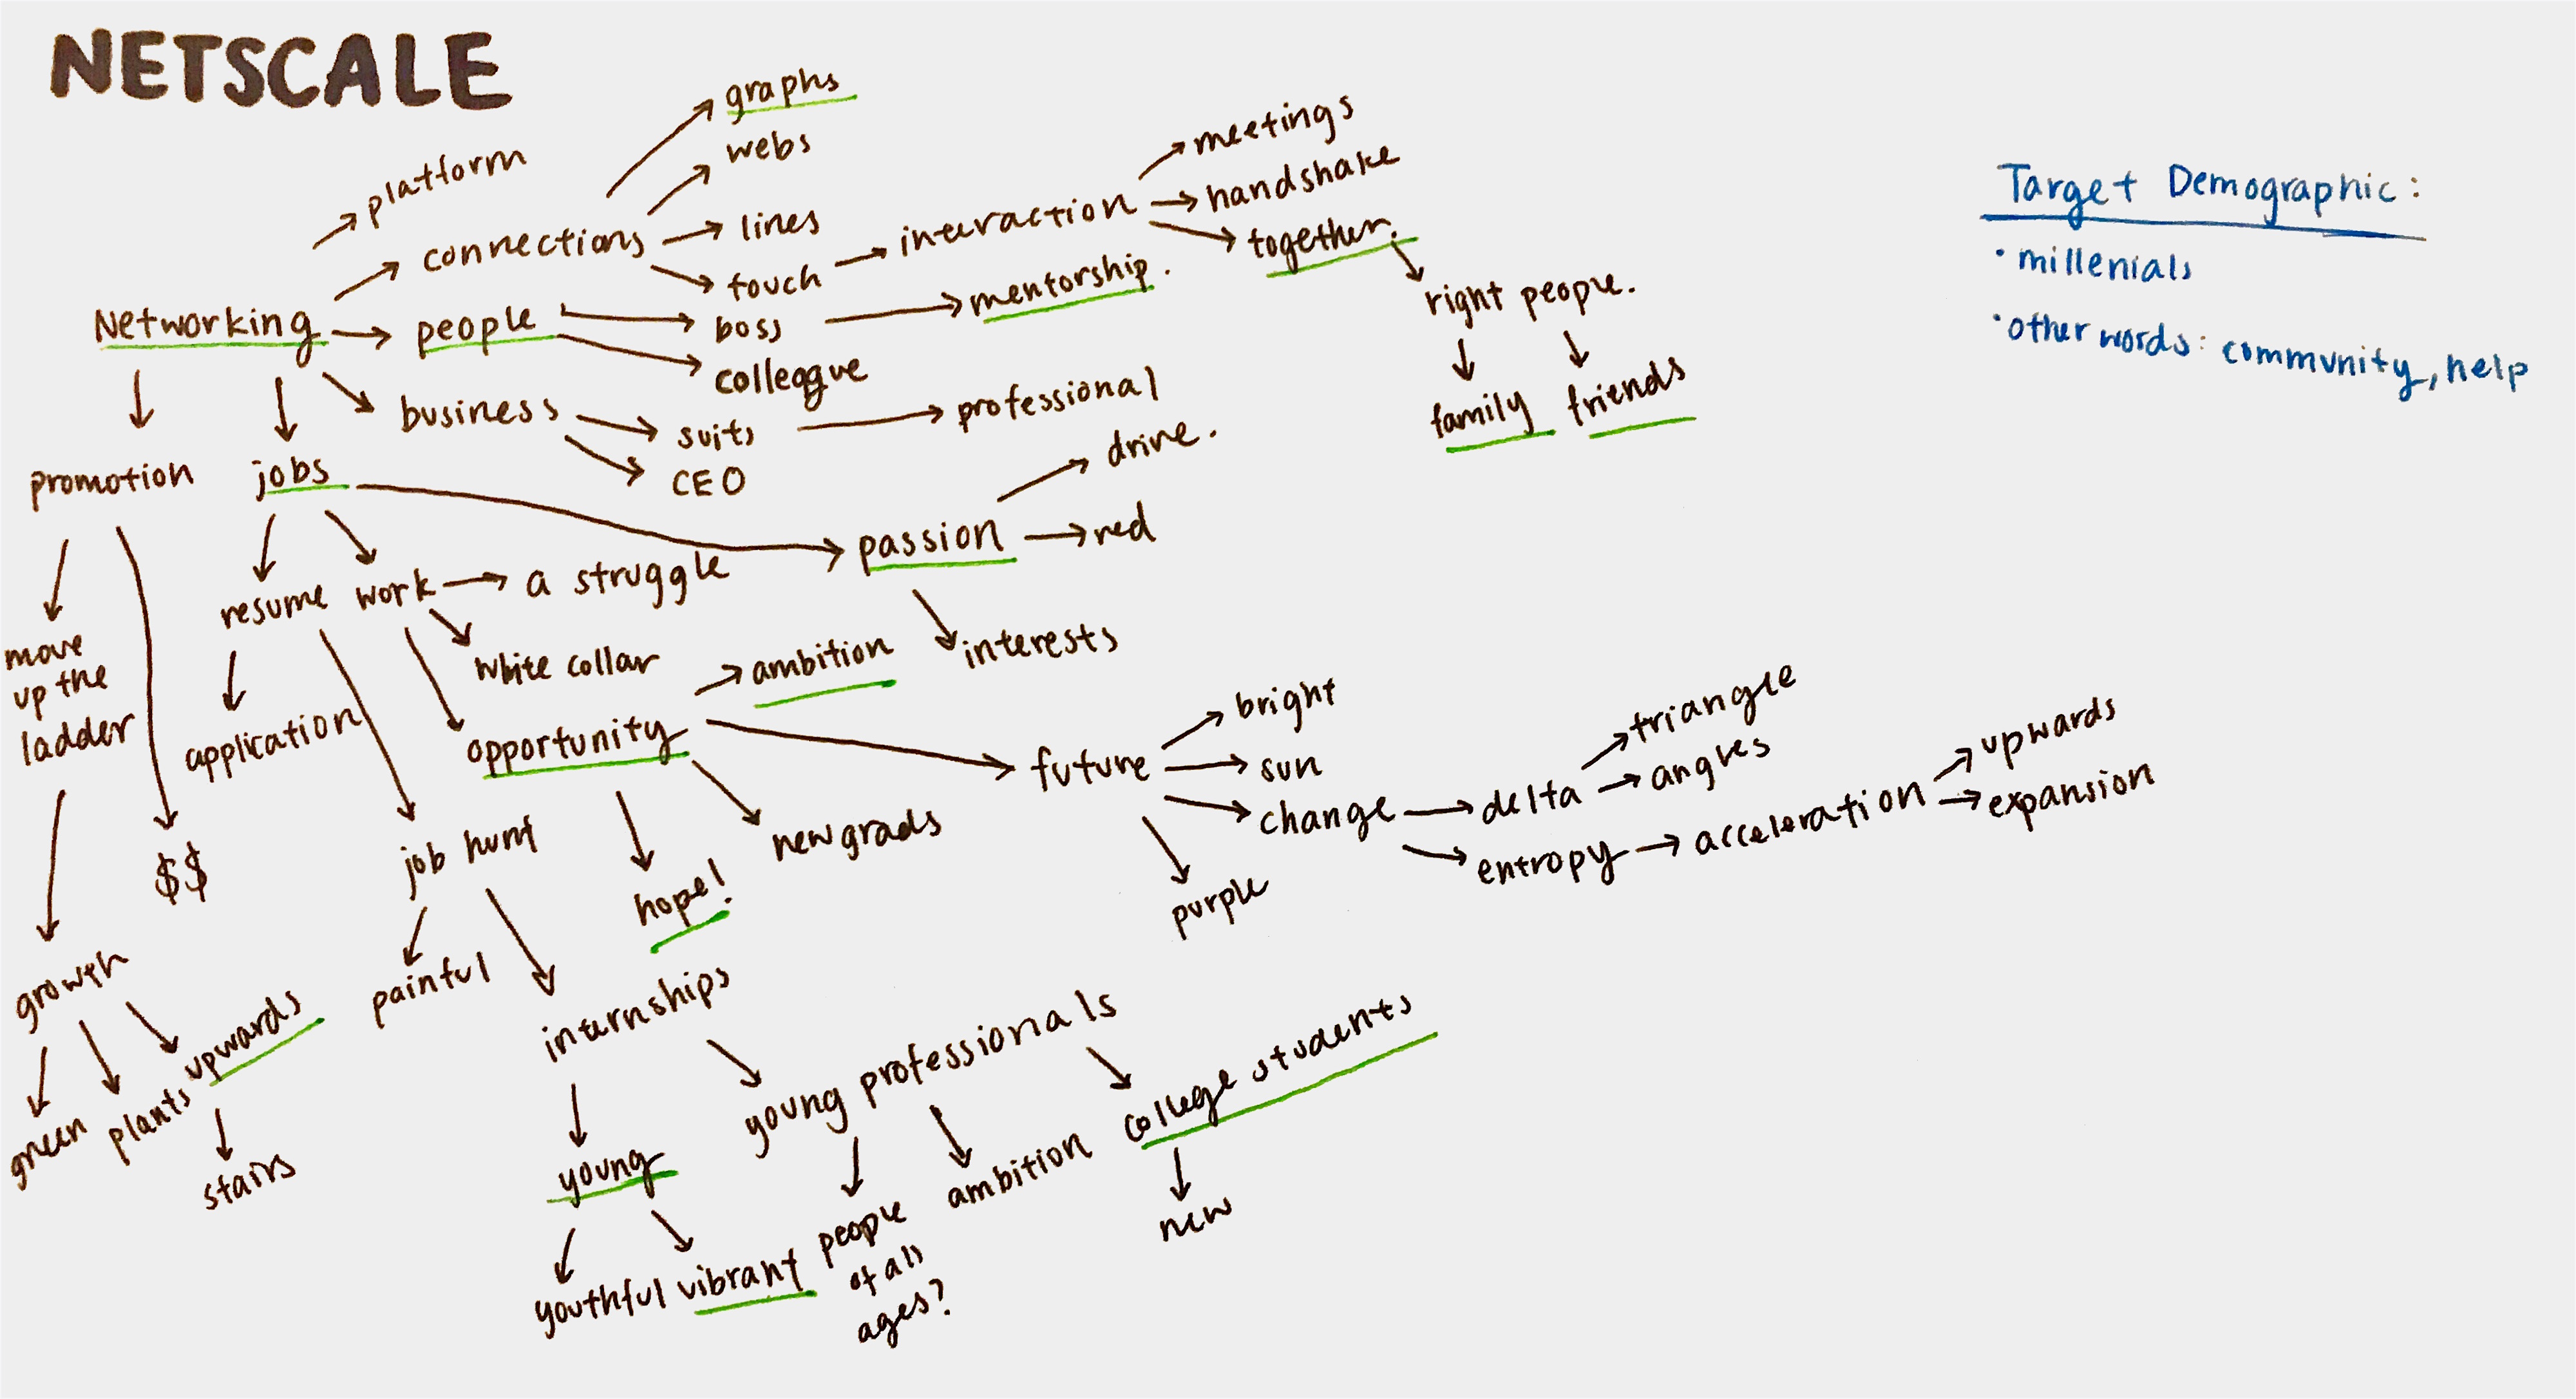 NETSCALE
graphs
webs
platform
connections
lines
touch
interaction
meetings
handshake
together.
right people.
family
friends
Networking
people
boss
mentorship.
colleague
business
suits
professional
CEO
promotion
jobs
passion
drive.
red
interests
resume
work
a struggle
white collar
move
up the
ladder
application
opportunity
ambition
future
bright
sun
change
purple
delta
triangle
angles
entropy
acceleration
upwards
expansion
new grads
hope!
$$
job hunt
painful
internships
growth
green
plants
upwards
stairs
young professionals
college students
new
ambition
people
of all
ages?
young
youthful
vibrant
Target Demographic:
• millenials
• other words: community, help